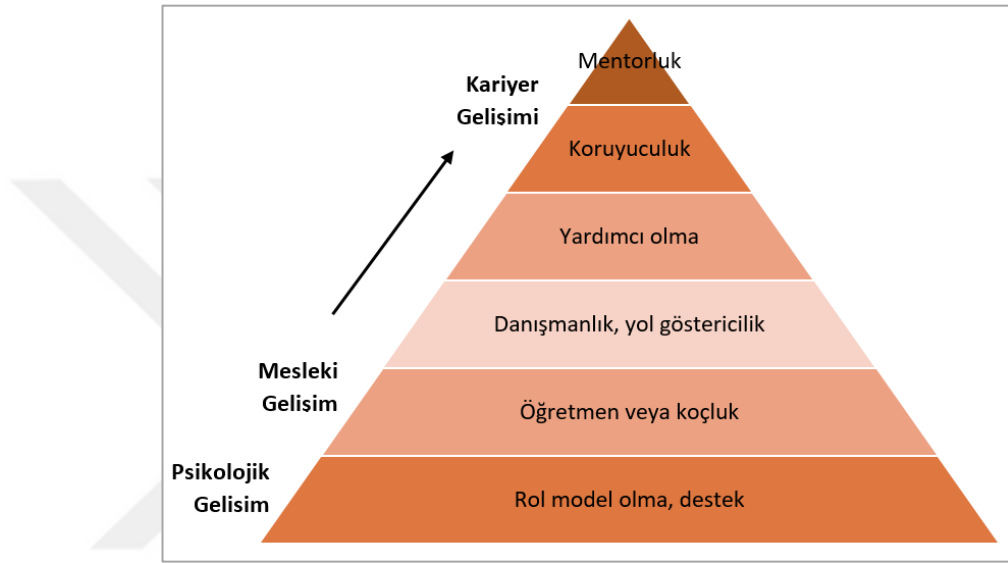 Mentorluk
Kariyer
Gelişimi
Koruyuculuk
Yardımcı olma
Danışmanlık, yol göstericilik
Mesleki
Gelişim
Öğretmen veya koçluk
Psikolojik
Gelisim
Rol model olma, destek